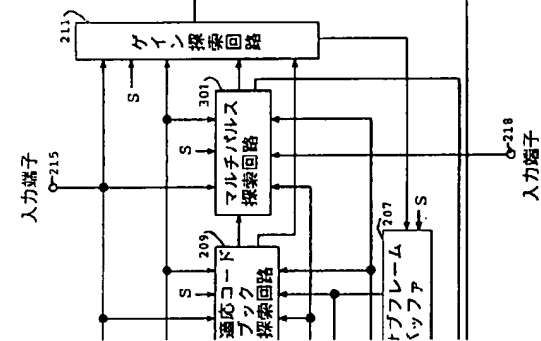 211
ゲイン探索回路
S
301
マルチパルス
探索回路
S
入力端子
215
218
入力端子
209
適応コード
ブック
探索回路
S
207
S
ブフレーム
バッファ